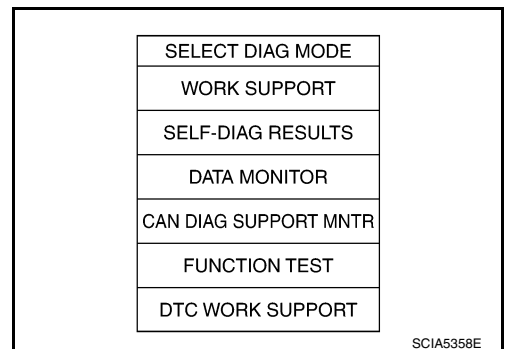 SELECT DIAG MODE
WORK SUPPORT
SELF-DIAG RESULTS
DATA MONITOR
CAN DIAG SUPPORT MNTR
FUNCTION TEST
DTC WORK SUPPORT
SCIA5358E